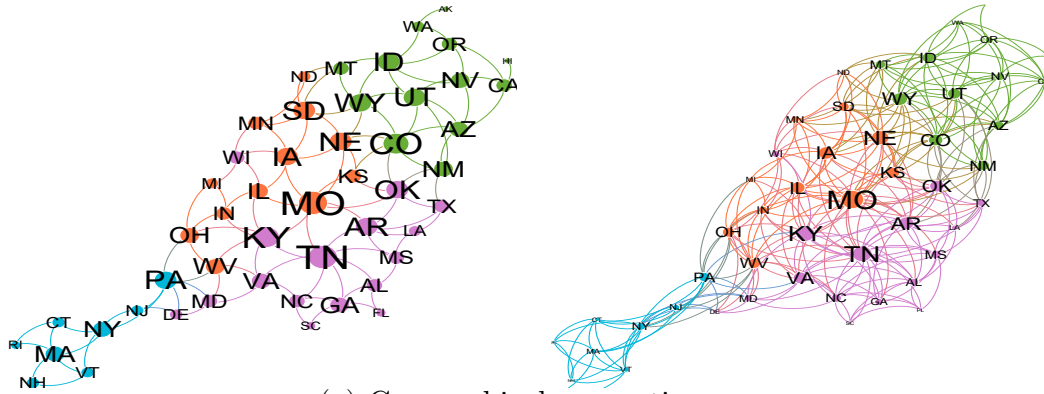 AK
WA
OR
ID
MT
HI
ND
NV
CA
SD
WY
UT
MN
AZ
NE
CO
WI
IA
NM
KS
MI
OK
IL
MO
TX
IN
AR
LA
OH
KY
TN
MS
WV
PA
VA
AL
MD
NC
GA
NJ
DE
FL
SC
CT
NY
RI
MA
VT
NH
WA
OR
ID
MT
ND
NV
WY
UT
SD
MN
AZ
NE
CO
WI
IA
NM
KS
MI
OK
IL
MO
TX
IN
AR
LA
OH
KY
TN
MS
WV
PA
VA
AL
MD
NC
GA
NJ
DE
FL
SC
CT
NY
MA
VT